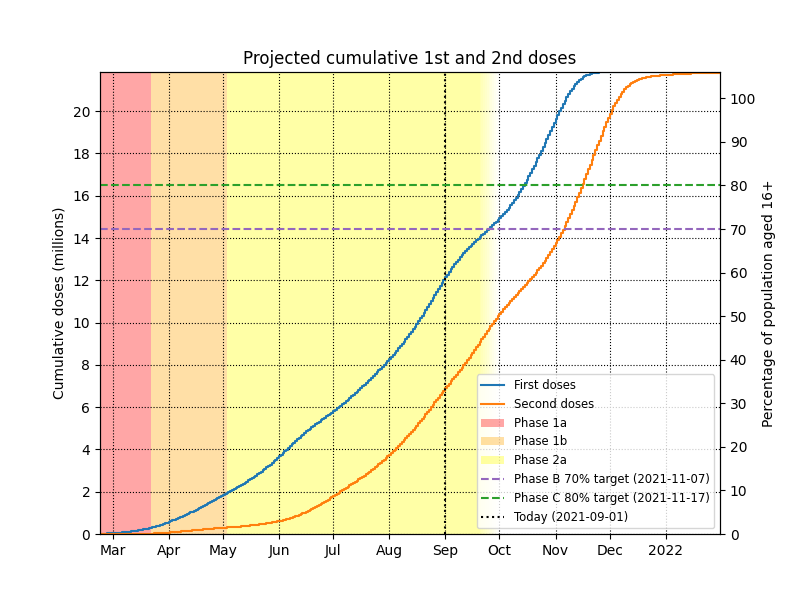 Projected cumulative 1st and 2nd doses
Cumulative doses (millions)
20
18
16
14
12
10
8
6
4
2
0
100
90
80
70
60
50
40
30
20
10
0
Percentage of population aged 16+
First doses
Second doses
Phase 1a
Phase 1b
Phase 2a
Phase B 70% target (2021-11-07)
Phase C 80% target (2021-11-17)
Today (2021-09-01)
Mar Apr May Jun Jul Aug Sep Oct Nov Dec 2022